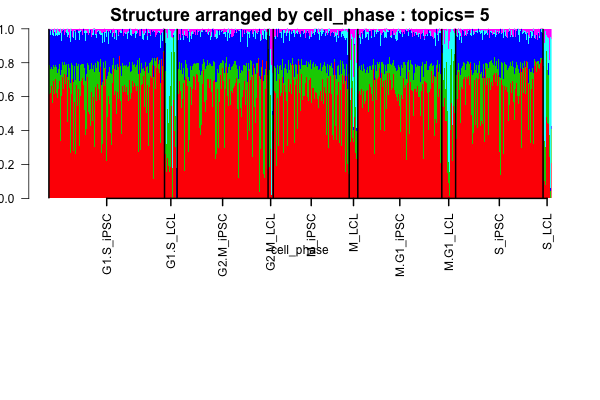 Structure arranged by cell_phase : topics= 5
1.0
0.8
0.6
0.4
0.2
0.0
G1.S_iPSC
G1.S_LCL
G2.M_iPSC
G2.M_LCL
M_iPSC
M_LCL
M.G1_iPSC
M.G1_LCL
S_iPSC
S_LCL
cell_phase